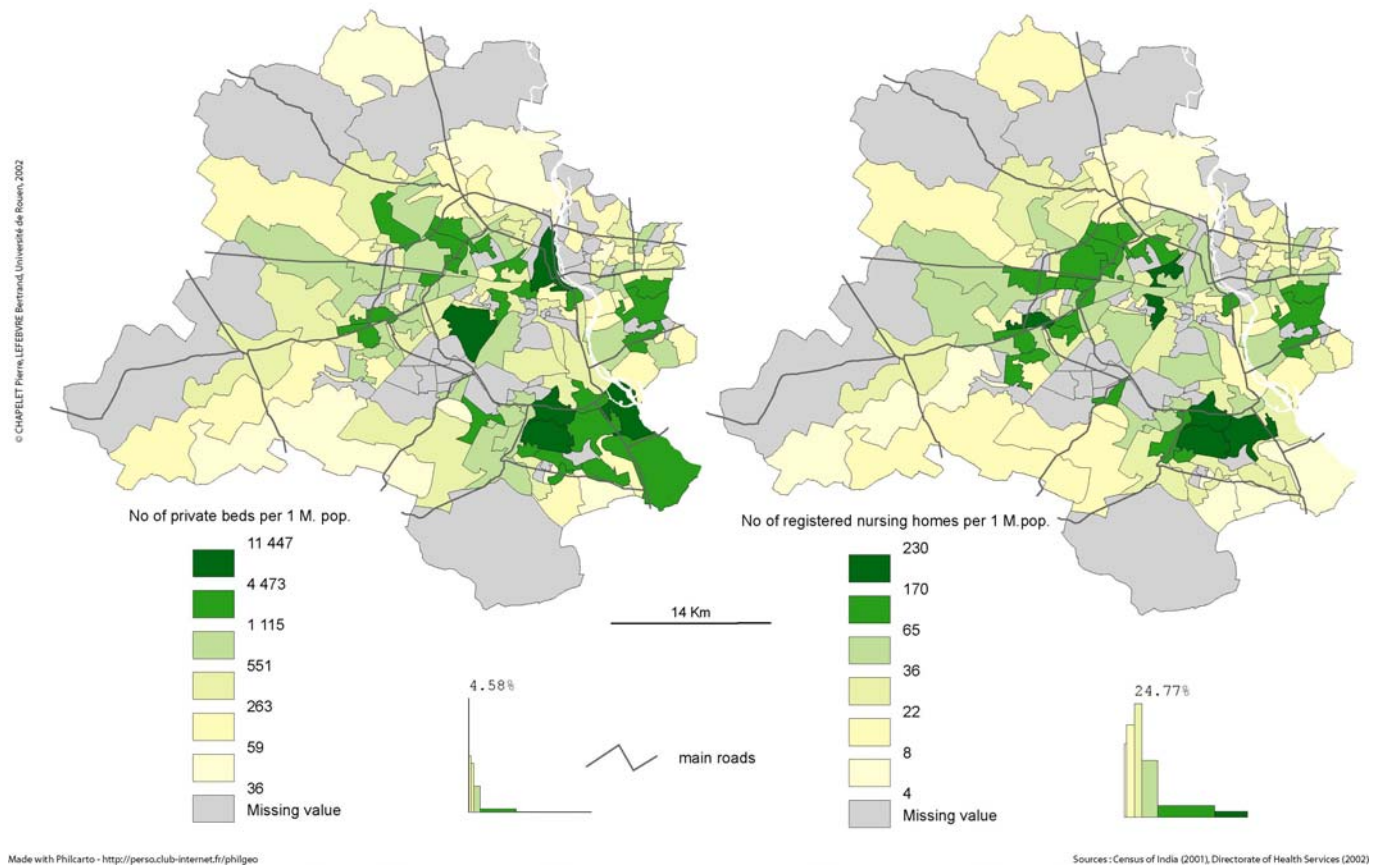 © CHAPELET Pierre, LEFEBVRE Bertrand, Université de Rouen, 2002
No of private beds per 1 M. pop.
11 447
4 473
1 115
551
263
59
36
Missing value
4.58%
14 Km
main roads
No of registered nursing homes per 1 M.pop.
230
170
65
36
22
8
4
Missing value
24.77%
Made with Philcarto - http://perso.club-internet.fr/philgeo
Sources : Census of India (2001), Directorate of Health Services (2002)